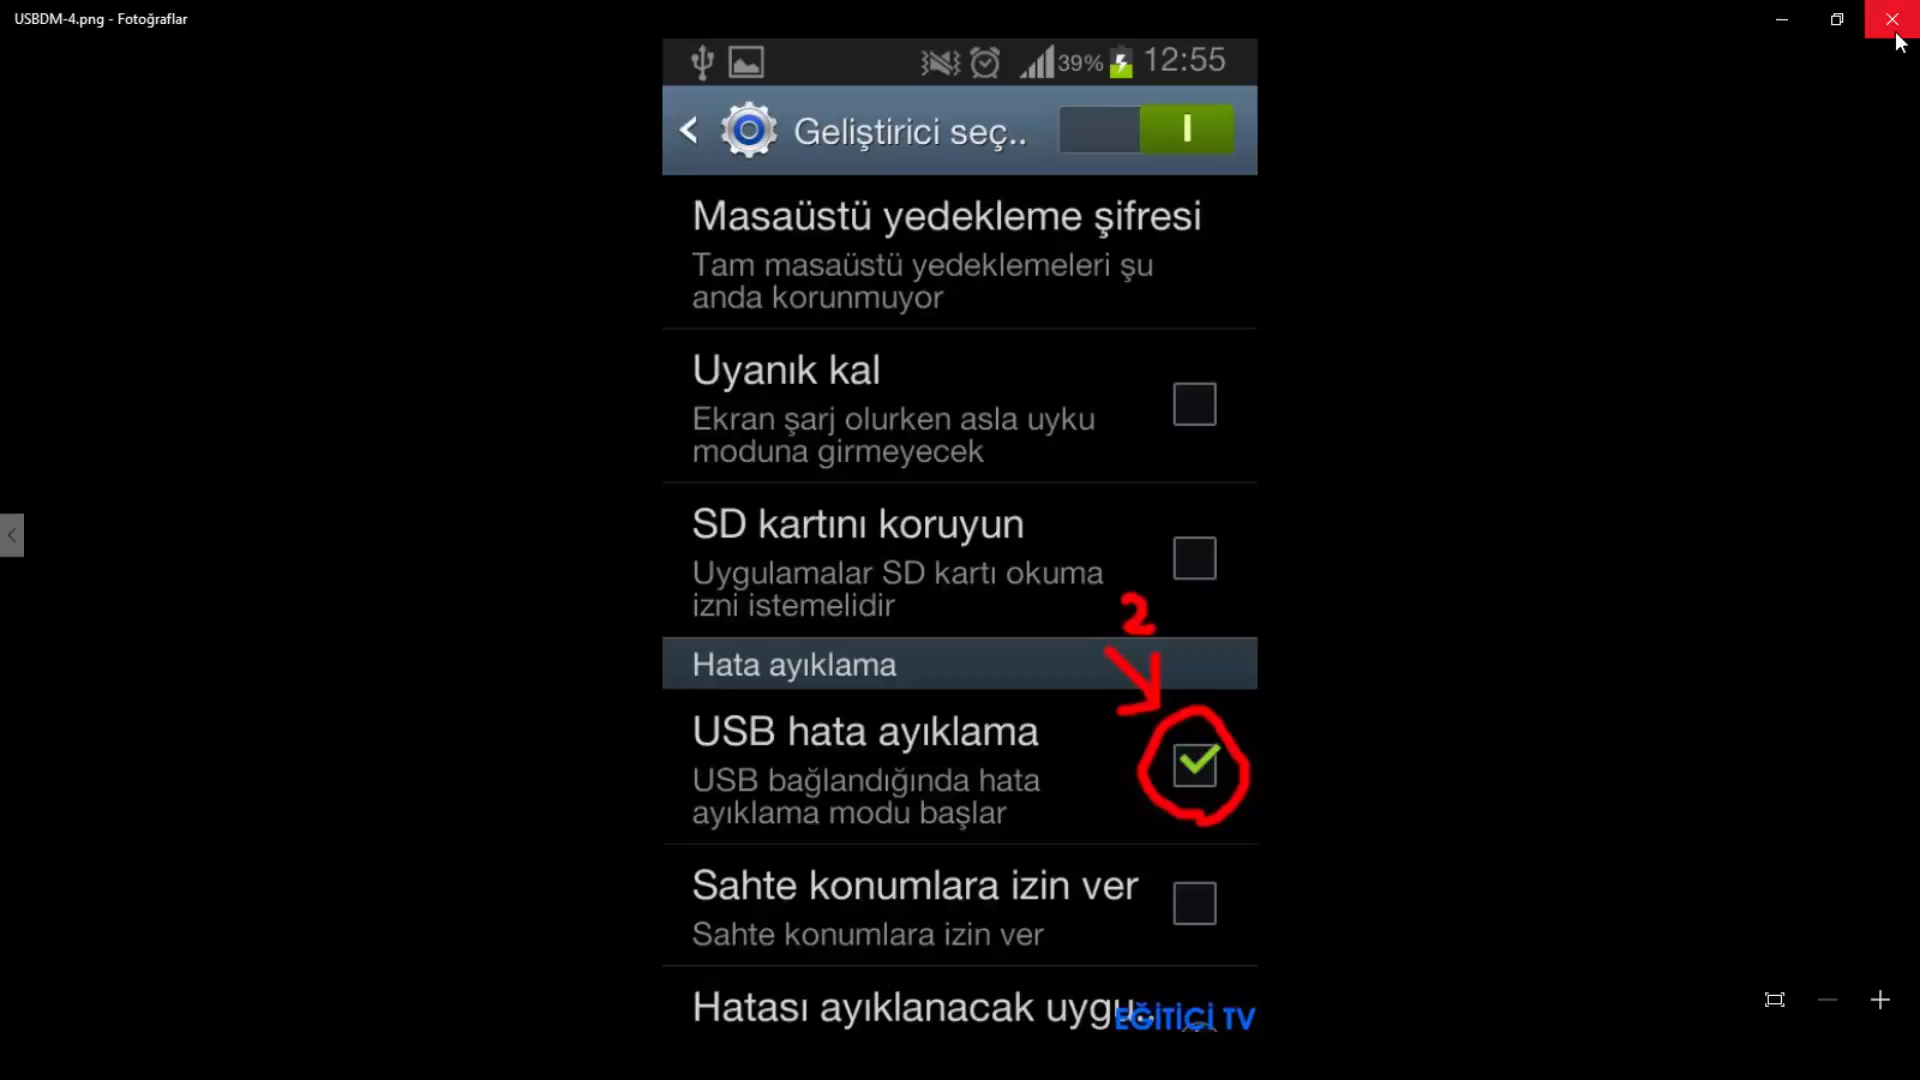 USBDM-4.png - Fotoğraflar
39% 12:55
Geliştirici seç..
Masaüstü yedekleme şifresi
Tam masaüstü yedeklemeleri şu
anda korunmuyor
Uyanık kal
Ekran şarj olurken asla uyku
moduna girmeyecek
SD kartını koruyun
Uygulamalar SD kartı okuma
izni istemelidir
2
Hata ayıklama
USB hata ayıklama
USB bağlandığında hata
ayıklama modu başlar
Sahte konumlara izin ver
Sahte konumlara izin ver
Hatası ayıklanacak uygu..
EĞİTİCİ TV